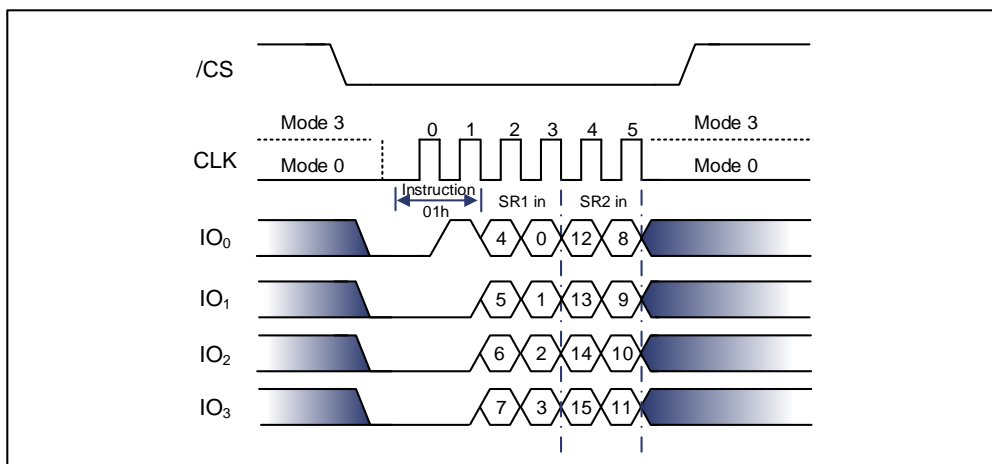 /CS
Mode 3 0 1 2 3 4 5 Mode 3
CLK
Mode 0 Mode 0
Instruction
01h SR1 in SR2 in
IO₀ 4 0 12 8
IO₁ 5 1 13 9
IO₂ 6 2 14 10
IO₃ 7 3 15 11